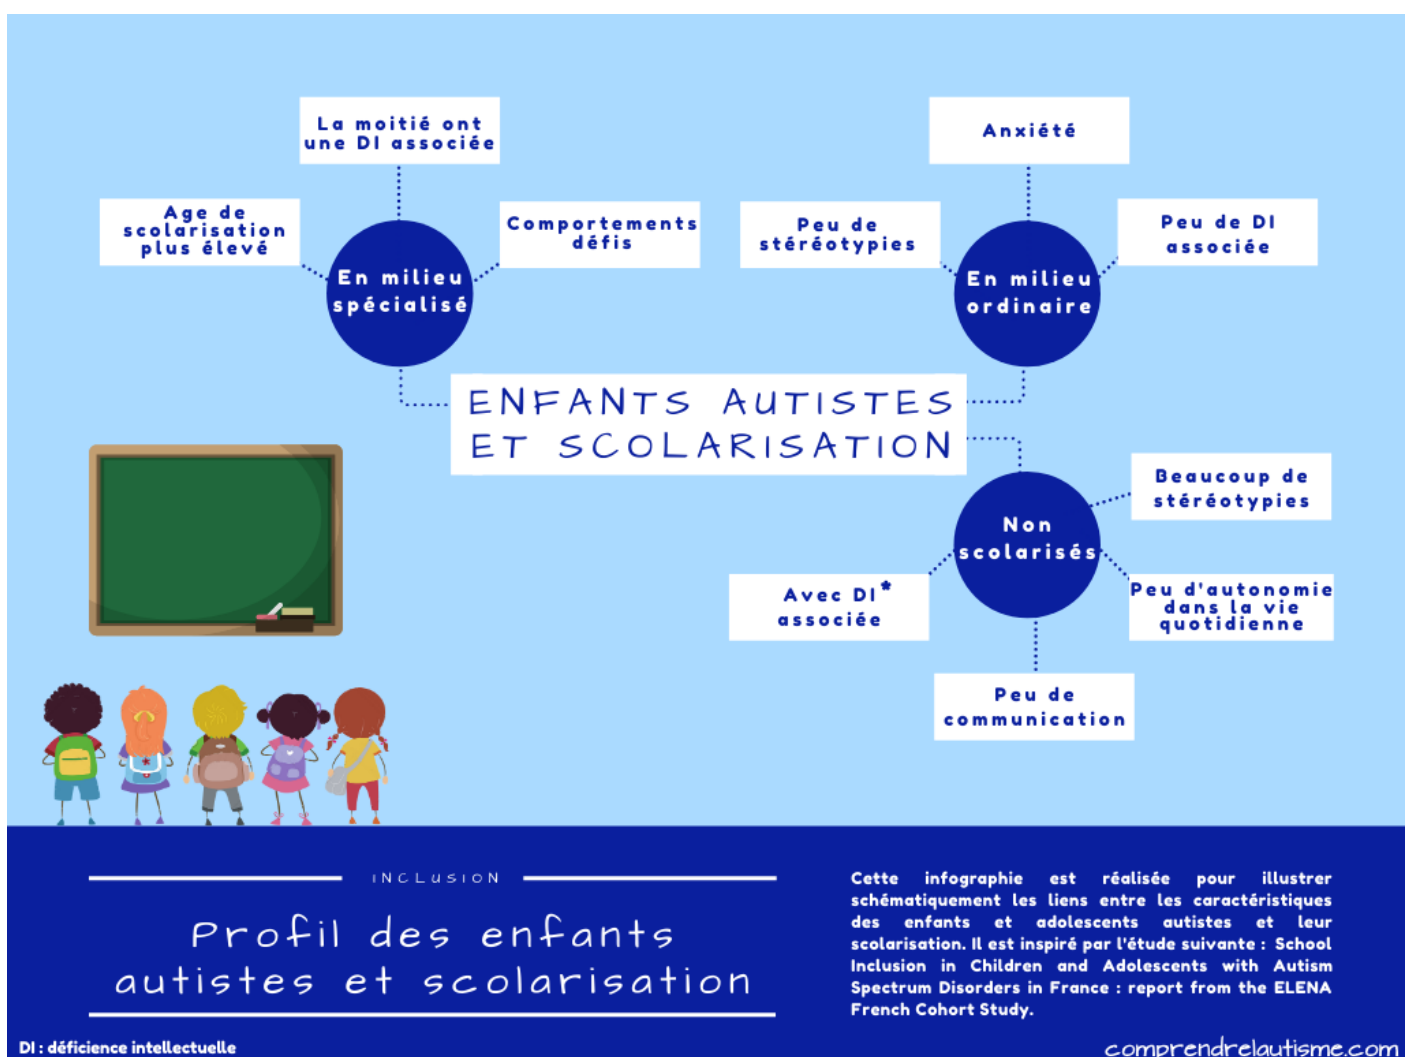 La moitié ont
une DI associée
Age de
scolarisation
plus élevé
Comportements
défis
En milieu
spécialisé
Anxiété
Peu de
stéréotypies
Peu de DI
associée
En milieu
ordinaire
ENFANTS AUTISTES
ET SCOLARISATION
Non
scolarisés
Beaucoup de
stéréotypies
Avec DI*
associée
Peu d'autonomie
dans la vie
quotidienne
Peu de
communication
INCLUSION
Profil des enfants
autistes et scolarisation
Cette infographie est réalisée pour illustrer
schématiquement les liens entre les caractéristiques
des enfants et adolescents autistes et leur
scolarisation. Il est inspiré par l'étude suivante : School
Inclusion in Children and Adolescents with Autism
Spectrum Disorders in France : report from the ELENA
French Cohort Study.
DI : déficience intellectuelle
comprendrelautisme.com